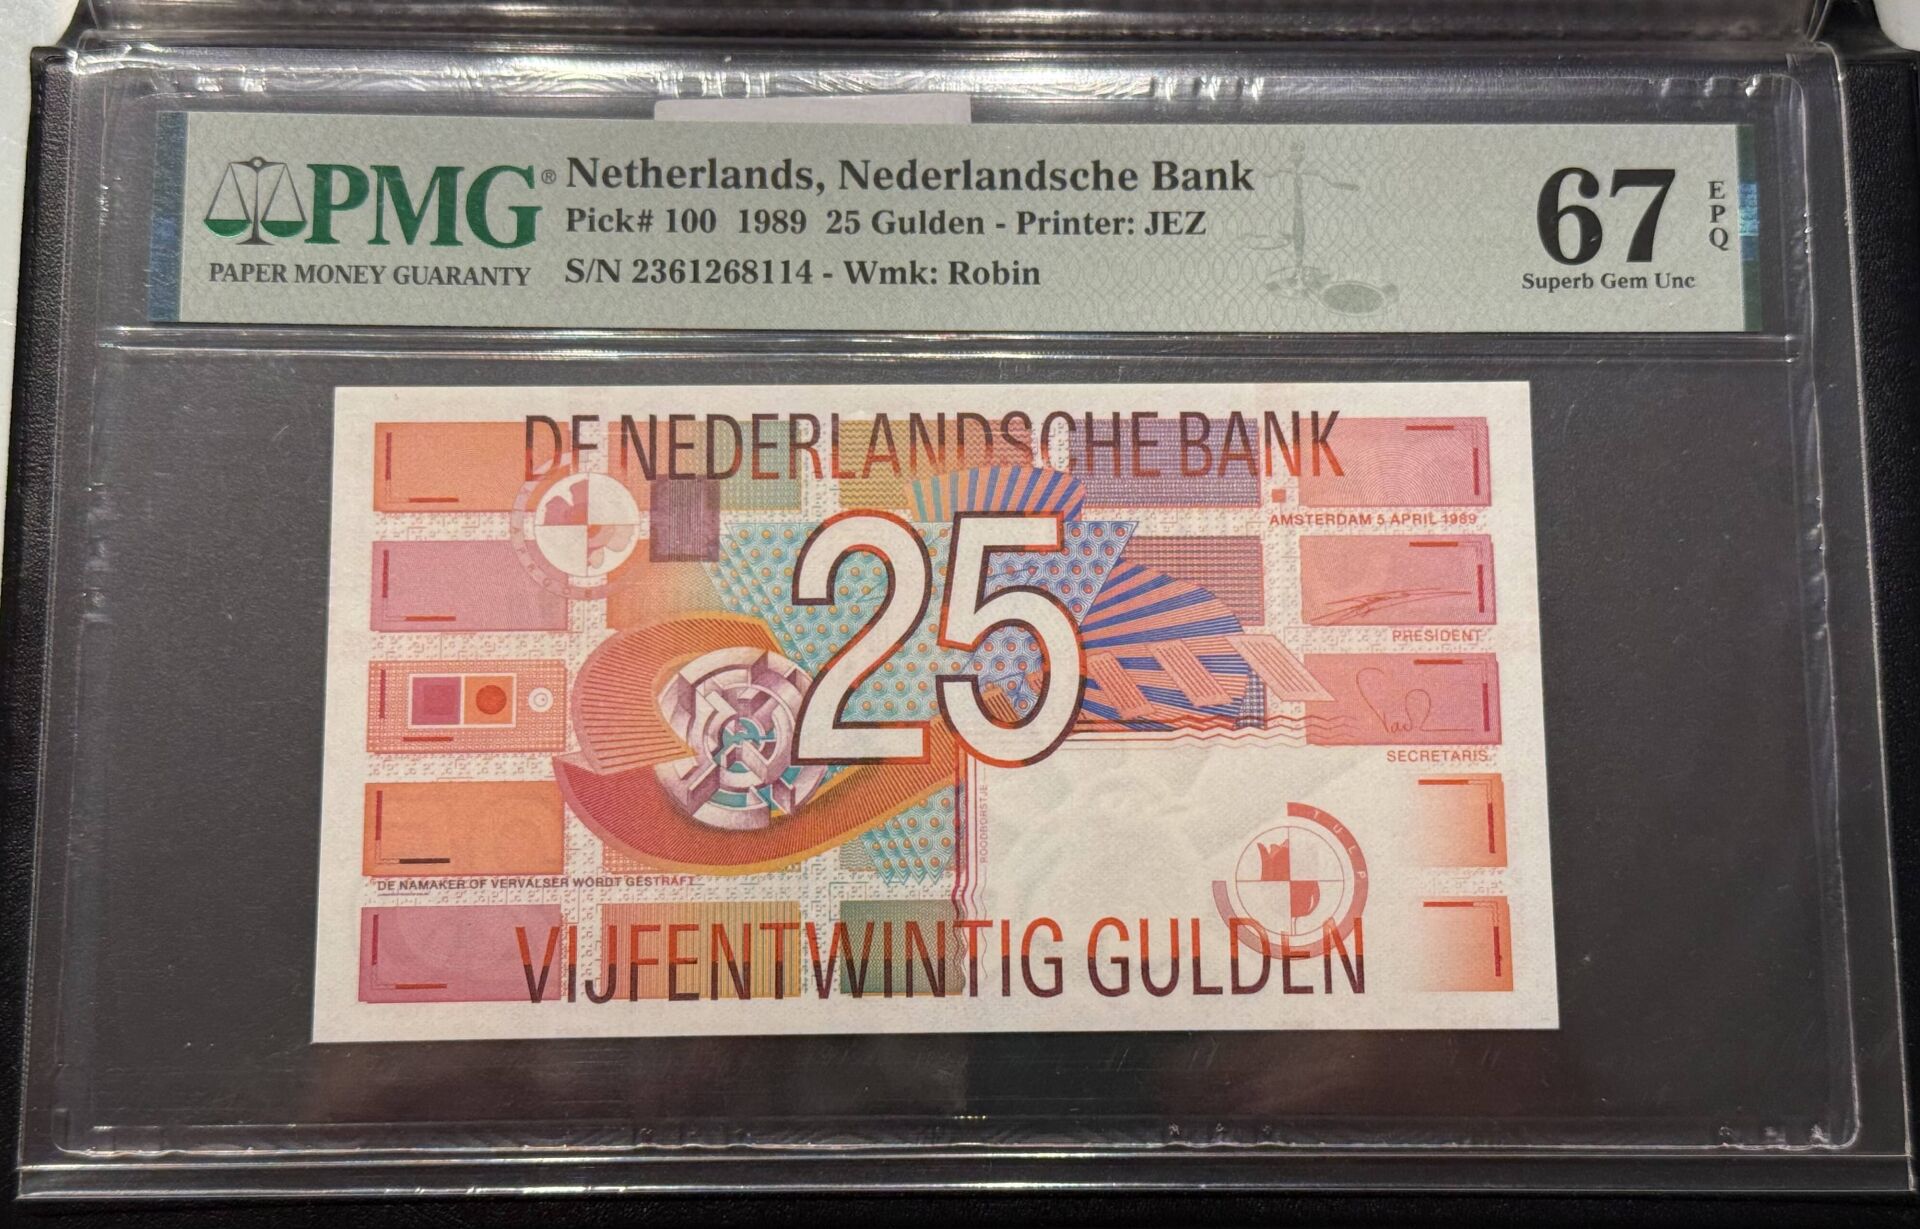 PMG®
PAPER MONEY GUARANTY
Netherlands, Nederlandsche Bank
Pick# 100 1989 25 Gulden - Printer: JEZ
S/N 2361268114 - Wmk: Robin
67
EPQ
Superb Gem Unc
DE NEDERLANDSCHE BANK
AMSTERDAM 5 APRIL 1989
25
PRESIDENT
SECRETARIS
ROODBORSTJE
TULP
DE NAMAKER OF VERVALSER WORDT GESTRAFT
VIJFENTWINTIG GULDEN